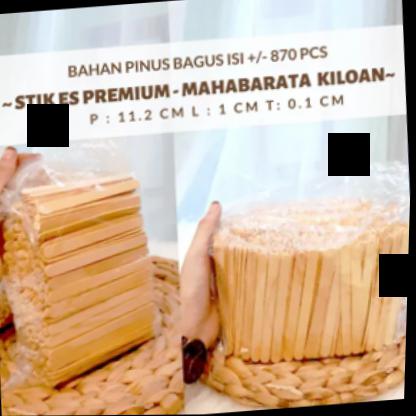 BAHAN PINUS BAGUS ISI +/- 870 PCS
~STIK ES PREMIUM - MAHABARATA KILOAN~
P : 11.2 CM L : 1 CM T: 0.1 CM